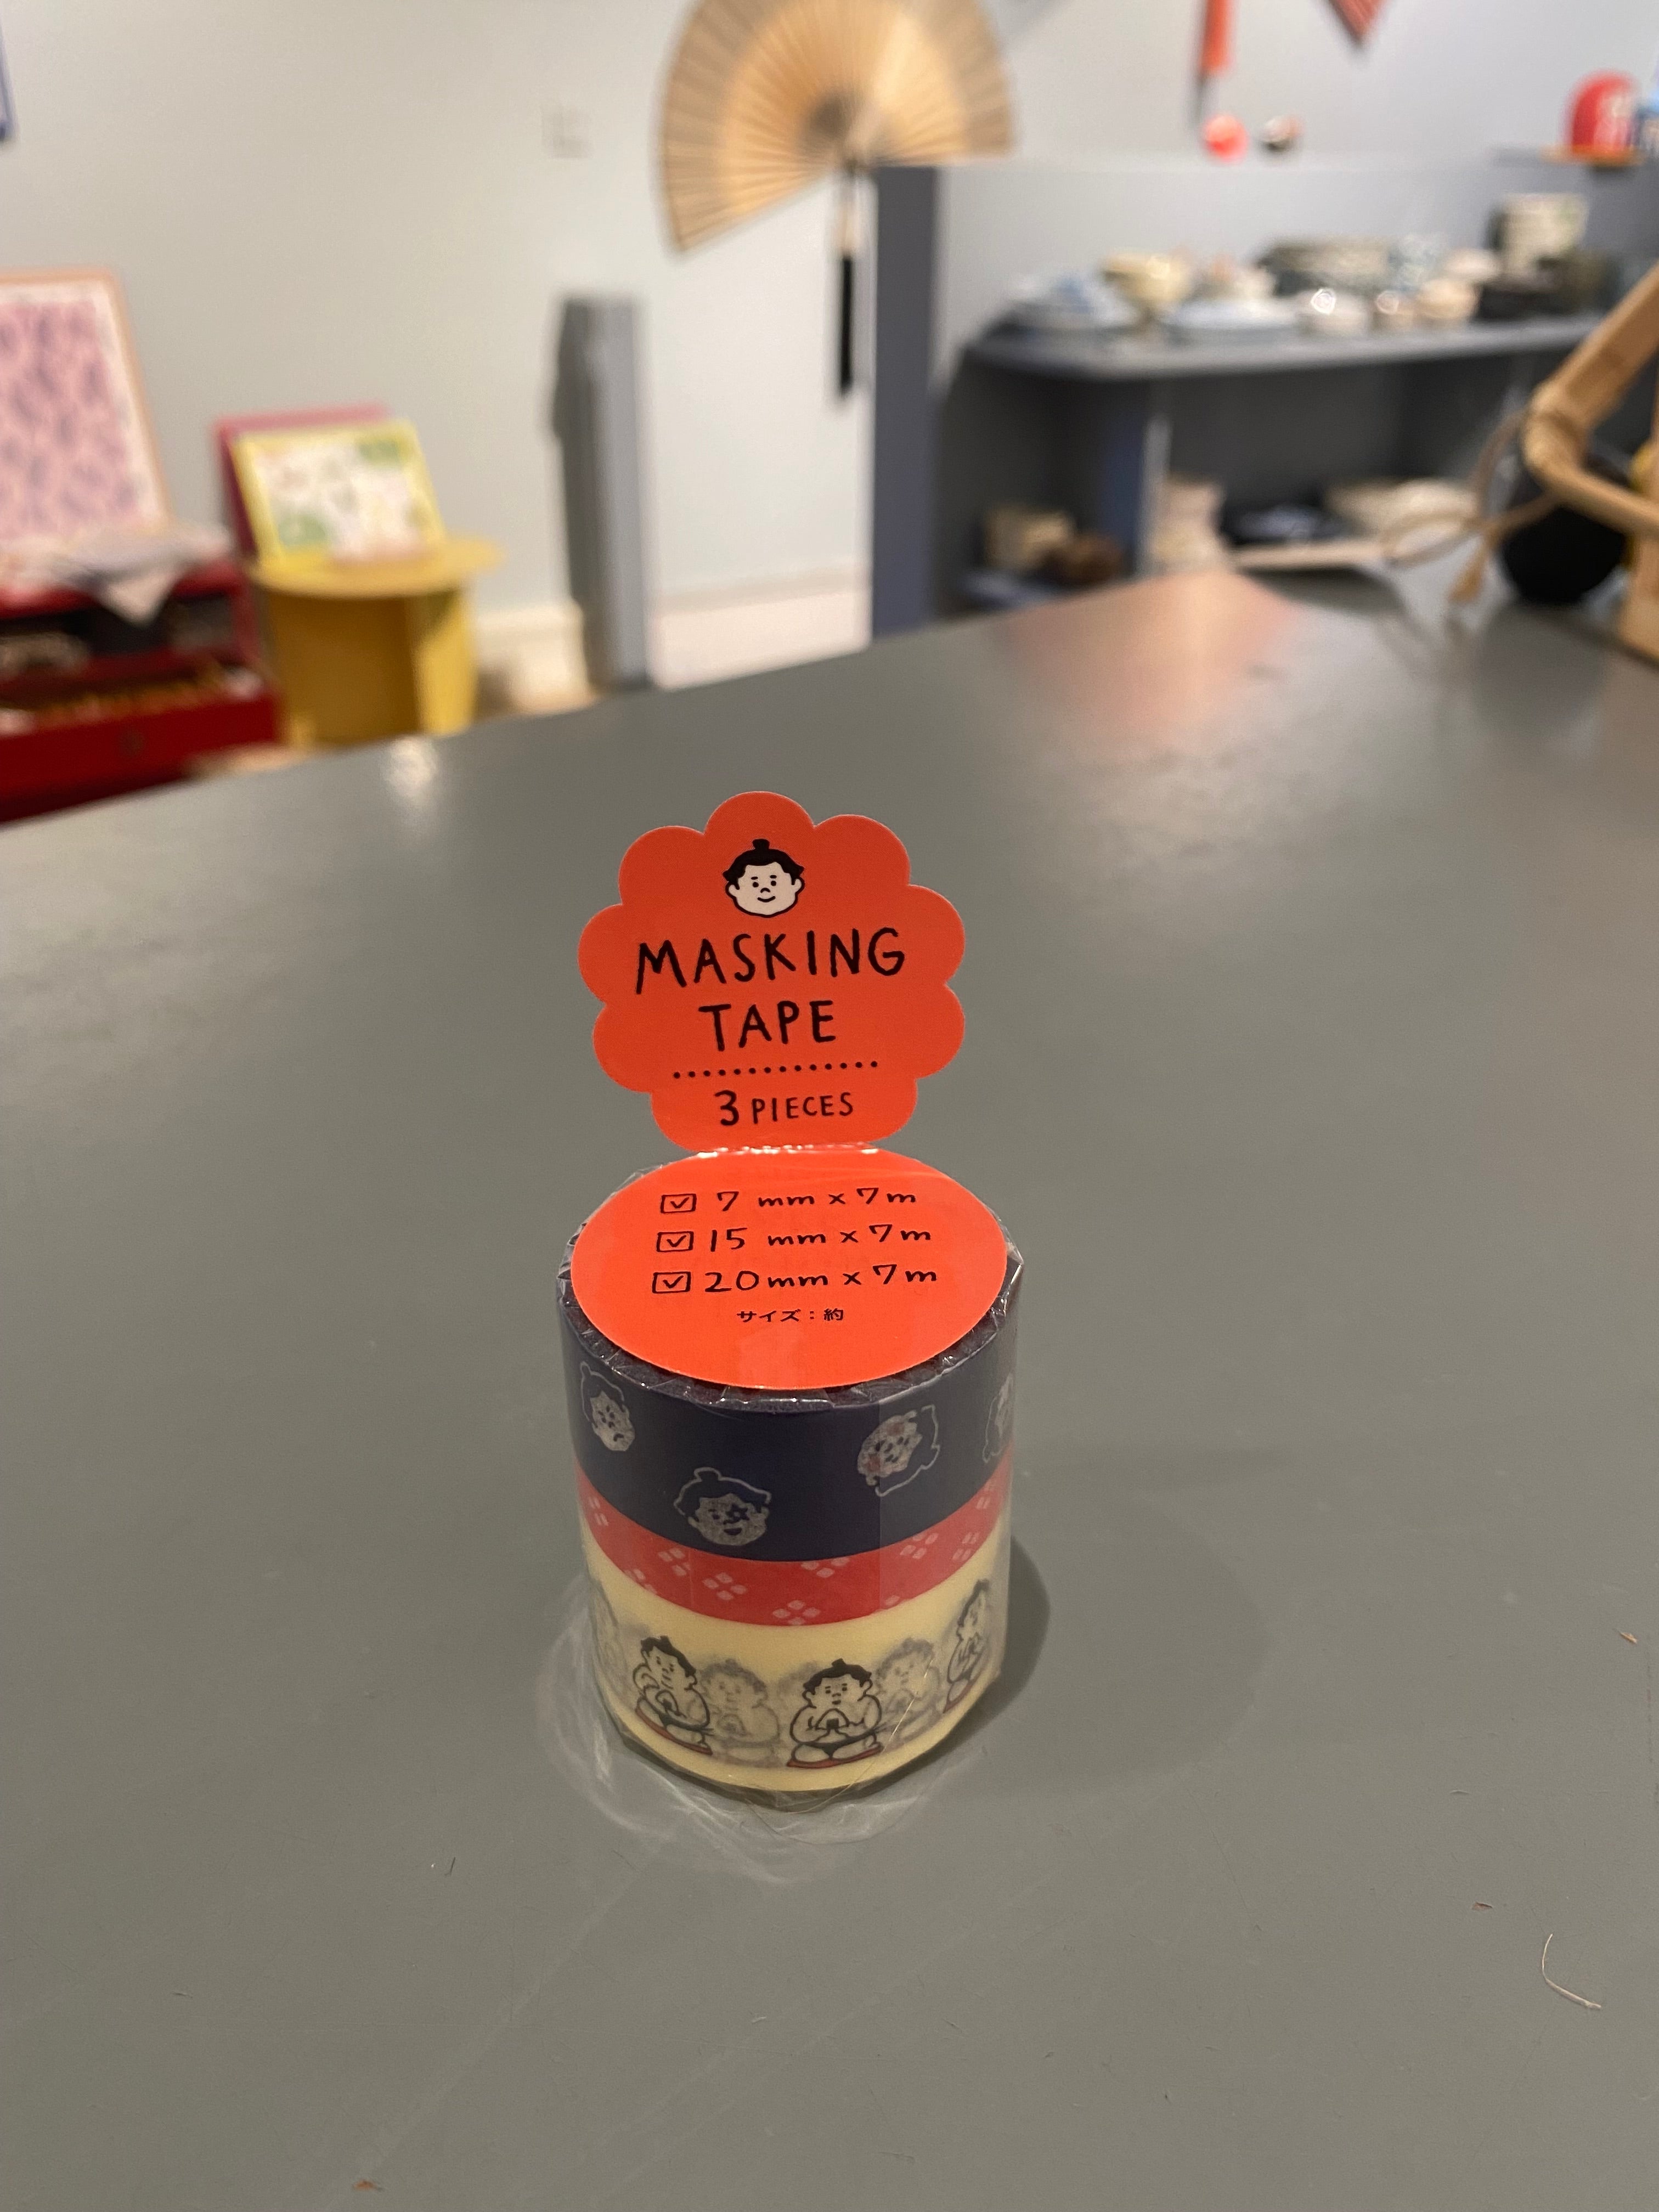 MASKING
TAPE
3 PIECES
☑ 7 mm x 7m
☑ 15 mm x 7m
☑ 20mm x 7m
サイズ：約